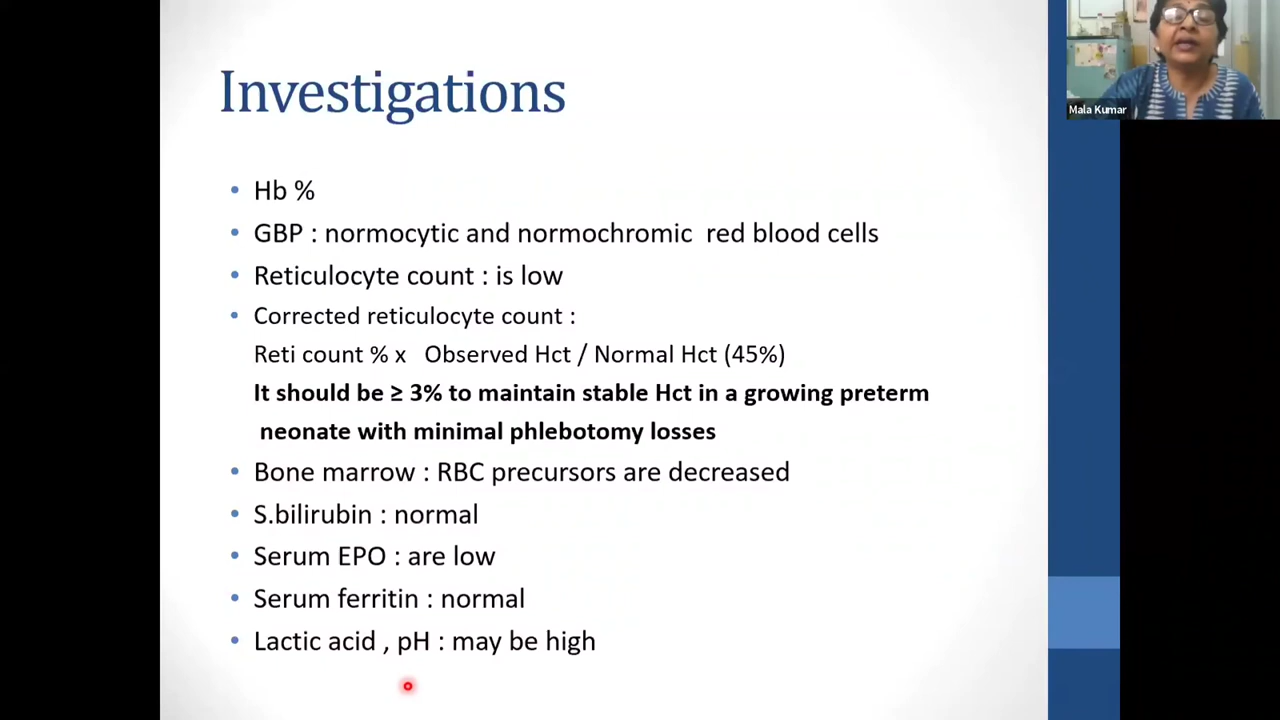 Investigations
Mala Kumar
• Hb %
• GBP : normocytic and normochromic red blood cells
• Reticulocyte count : is low
• Corrected reticulocyte count :
Reti count % x Observed Hct / Normal Hct (45%)
It should be ≥ 3% to maintain stable Hct in a growing preterm
neonate with minimal phlebotomy losses
• Bone marrow : RBC precursors are decreased
• S.bilirubin : normal
• Serum EPO : are low
• Serum ferritin : normal
• Lactic acid , pH : may be high